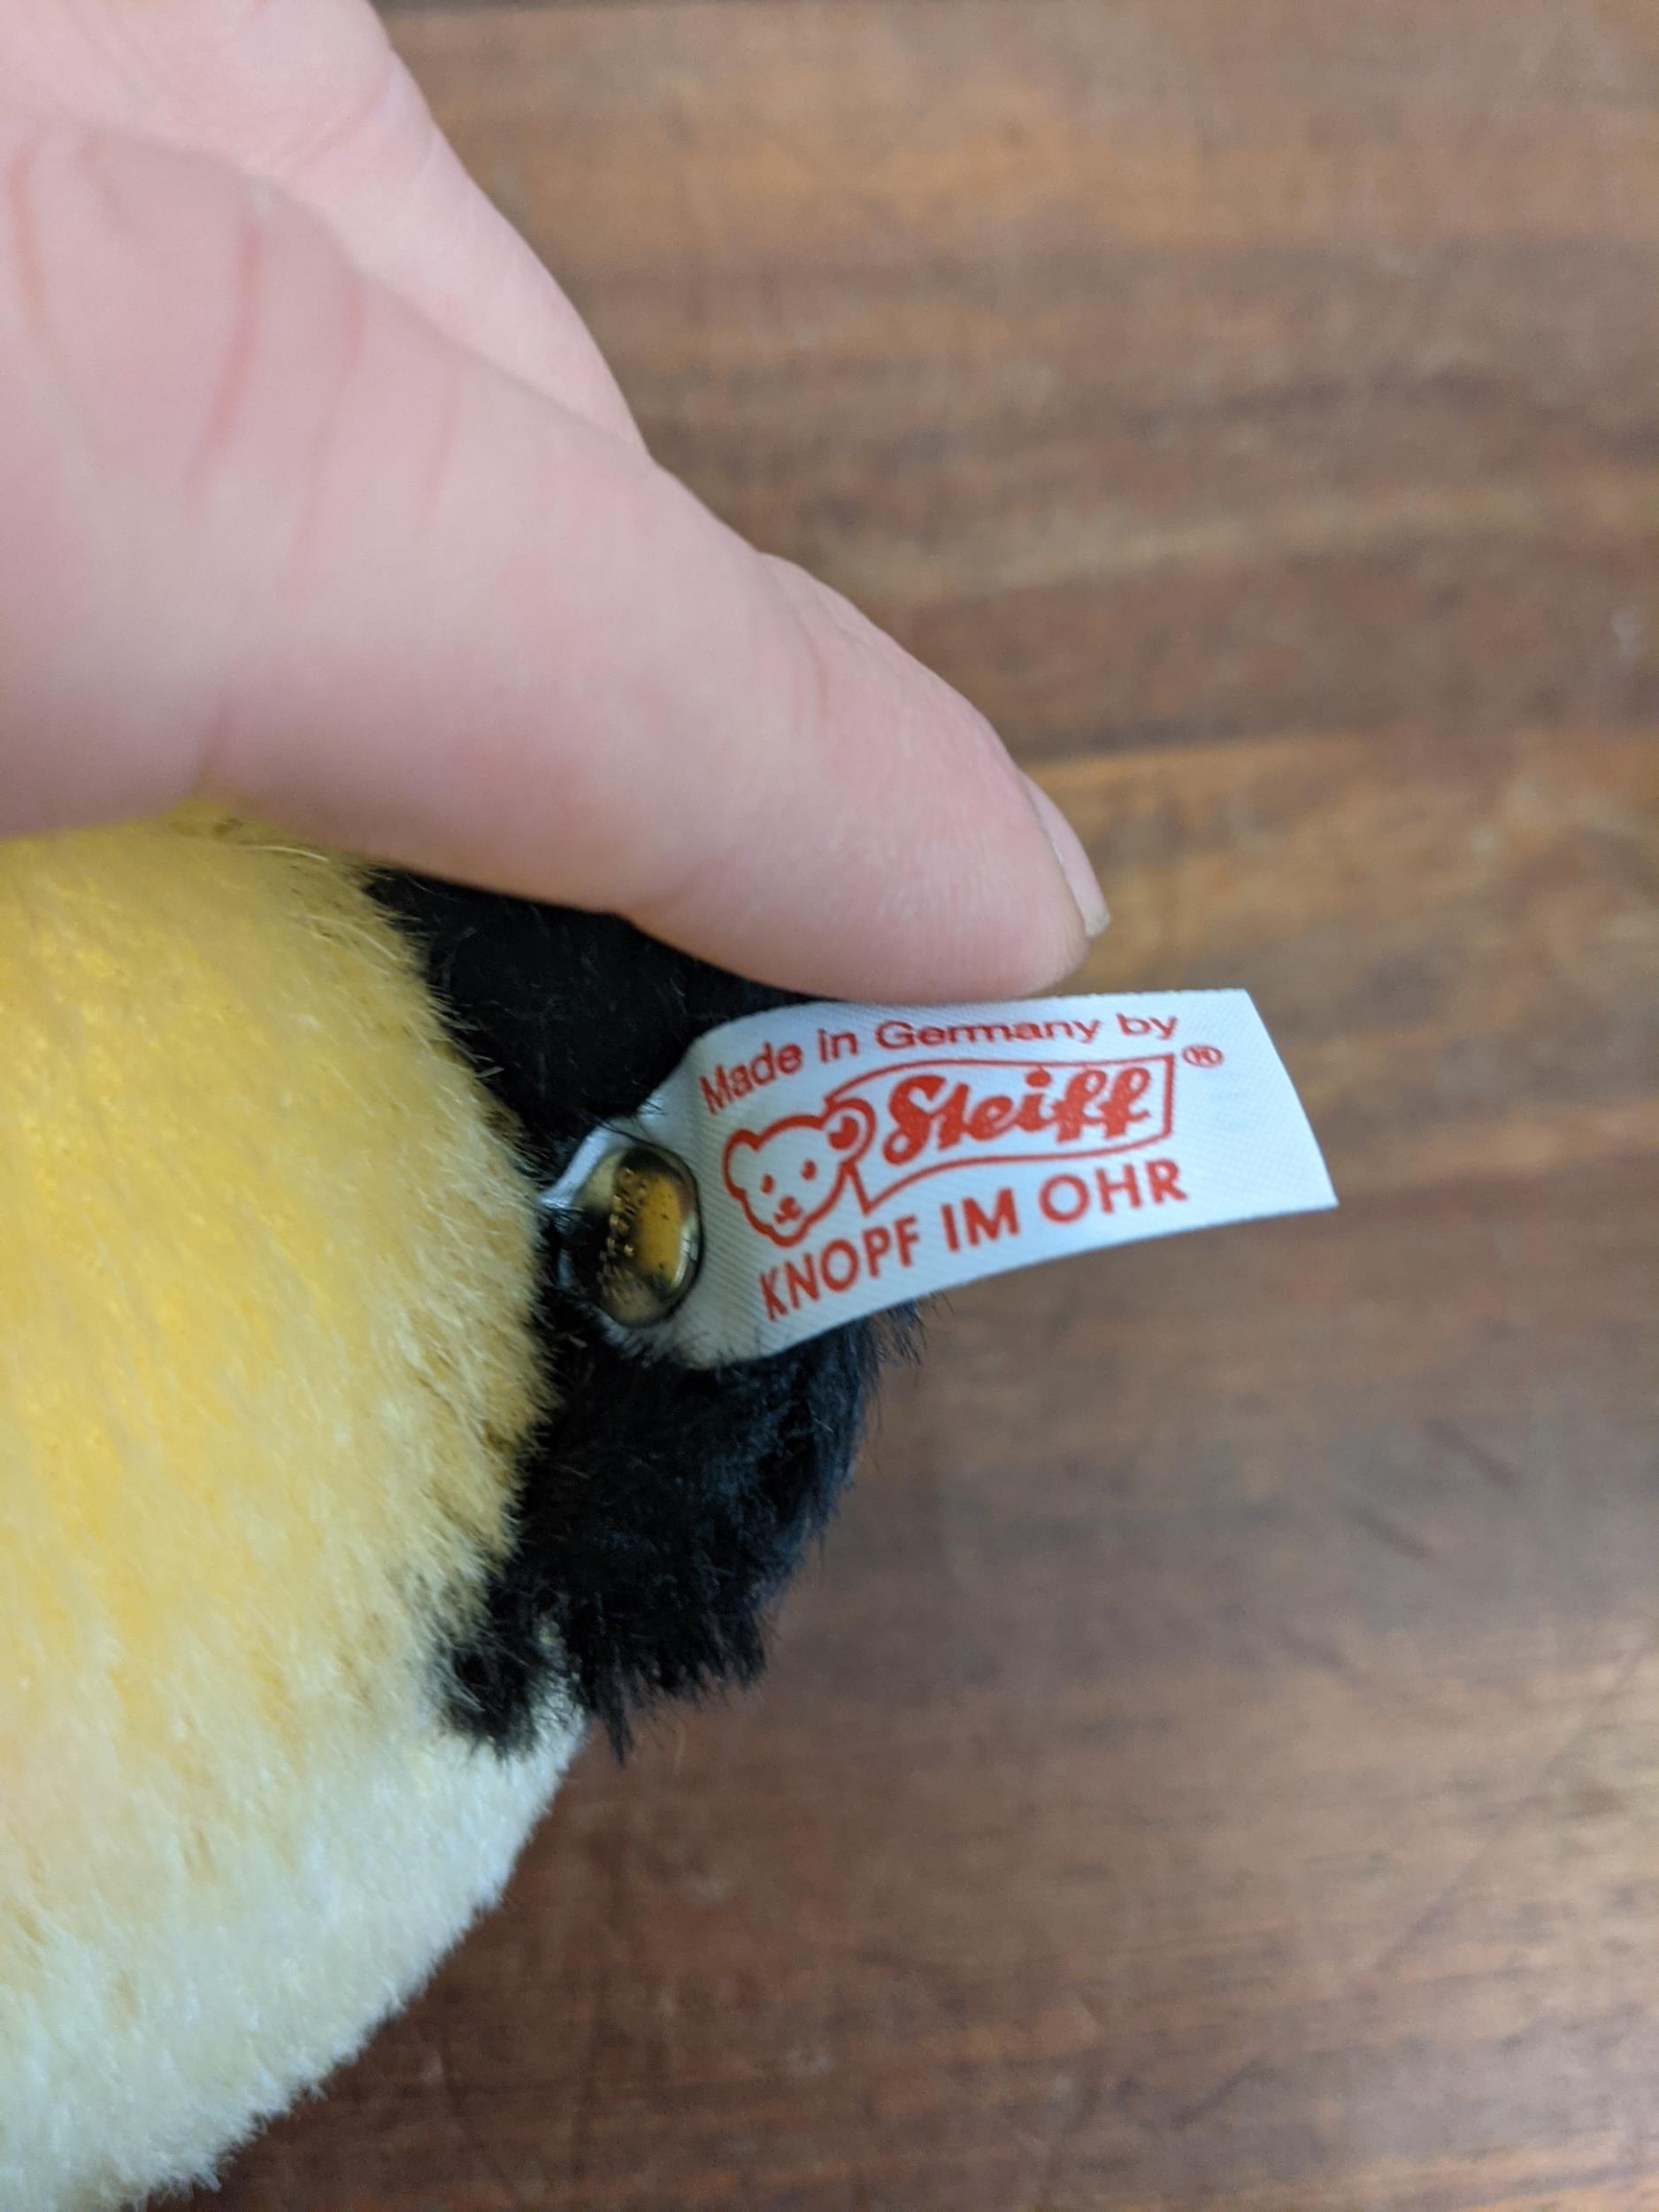 Made in Germany by
Steiff®
KNOPF IM OHR